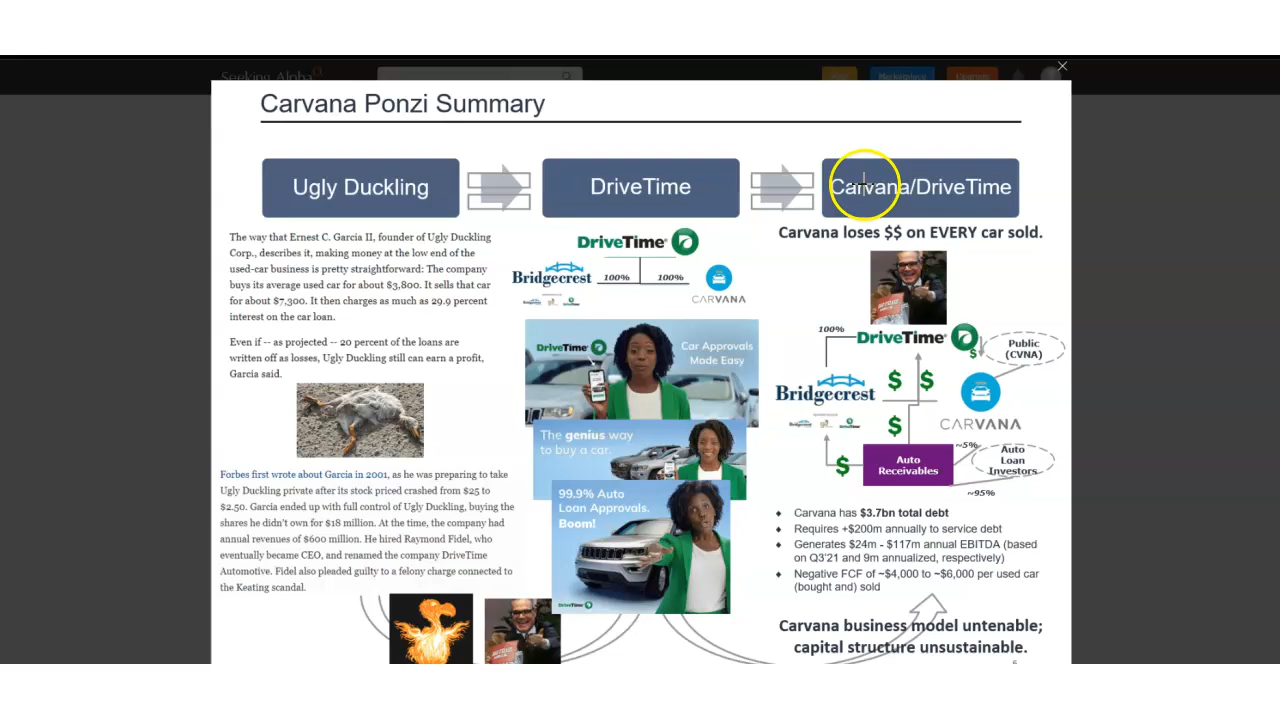 Seeking Alpha
Marketplace
Carvana Ponzi Summary
Ugly Duckling
DriveTime
Carvana/DriveTime
The way that Ernest C. Garcia II, founder of Ugly Duckling
Corp., describes it, making money at the low end of the
used-car business is pretty straightforward: The company
buys its average used car for about $3,800. It sells that car
for about $7,300. It then charges as much as 29.9 percent
interest on the car loan.
Even if -- as projected -- 20 percent of the loans are
written off as losses, Ugly Duckling still can earn a profit,
Garcia said.
Forbes first wrote about Garcia in 2001, as he was preparing to take
Ugly Duckling private after its stock priced crashed from $25 to
$2.50. Garcia ended up with full control of Ugly Duckling, buying the
shares he didn't own for $18 million. At the time, the company had
annual revenues of $600 million. He hired Raymond Fidel, who
eventually became CEO, and renamed the company DriveTime
Automotive. Fidel also pleaded guilty to a felony charge connected to
the Keating scandal.
DriveTime
Bridgecrest
100%
100%
CARVANA
DriveTime
Car Approvals
Made Easy
The genius way
to buy a car.
99.9% Auto
Loan Approvals.
Boom!
DriveTime
Carvana loses $$ on EVERY car sold.
100%
DriveTime
$
Public
(CVNA)
Bridgecrest
$ $
CARVANA
$
$
Auto
Receivables
~5%
Auto
Loan
Investors
~95%
♦ Carvana has $3.7bn total debt
♦ Requires +$200m annually to service debt
♦ Generates $24m - $117m annual EBITDA (based
on Q3'21 and 9m annualized, respectively)
♦ Negative FCF of ~$4,000 to ~$6,000 per used car
(bought and) sold
Carvana business model untenable;
capital structure unsustainable.